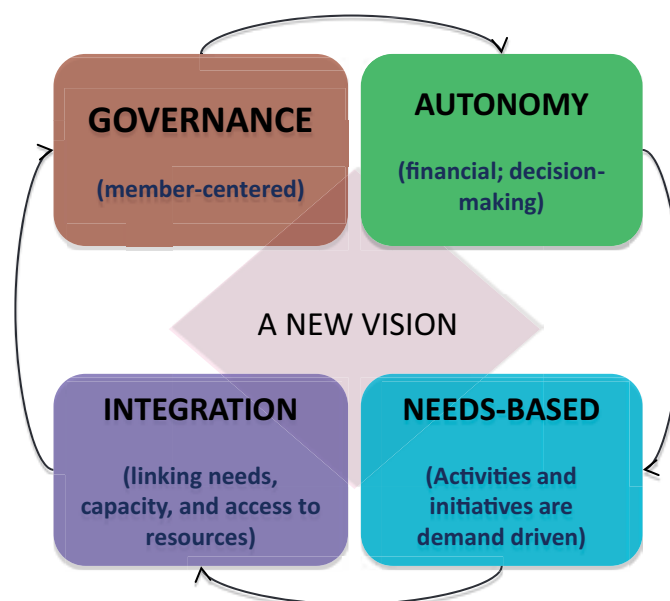 GOVERNANCE
(member-centered)
AUTONOMY
(financial; decision-
making)
A NEW VISION
INTEGRATION
(linking needs,
capacity, and access to
resources)
NEEDS-BASED
(Activities and
initiatives are
demand driven)